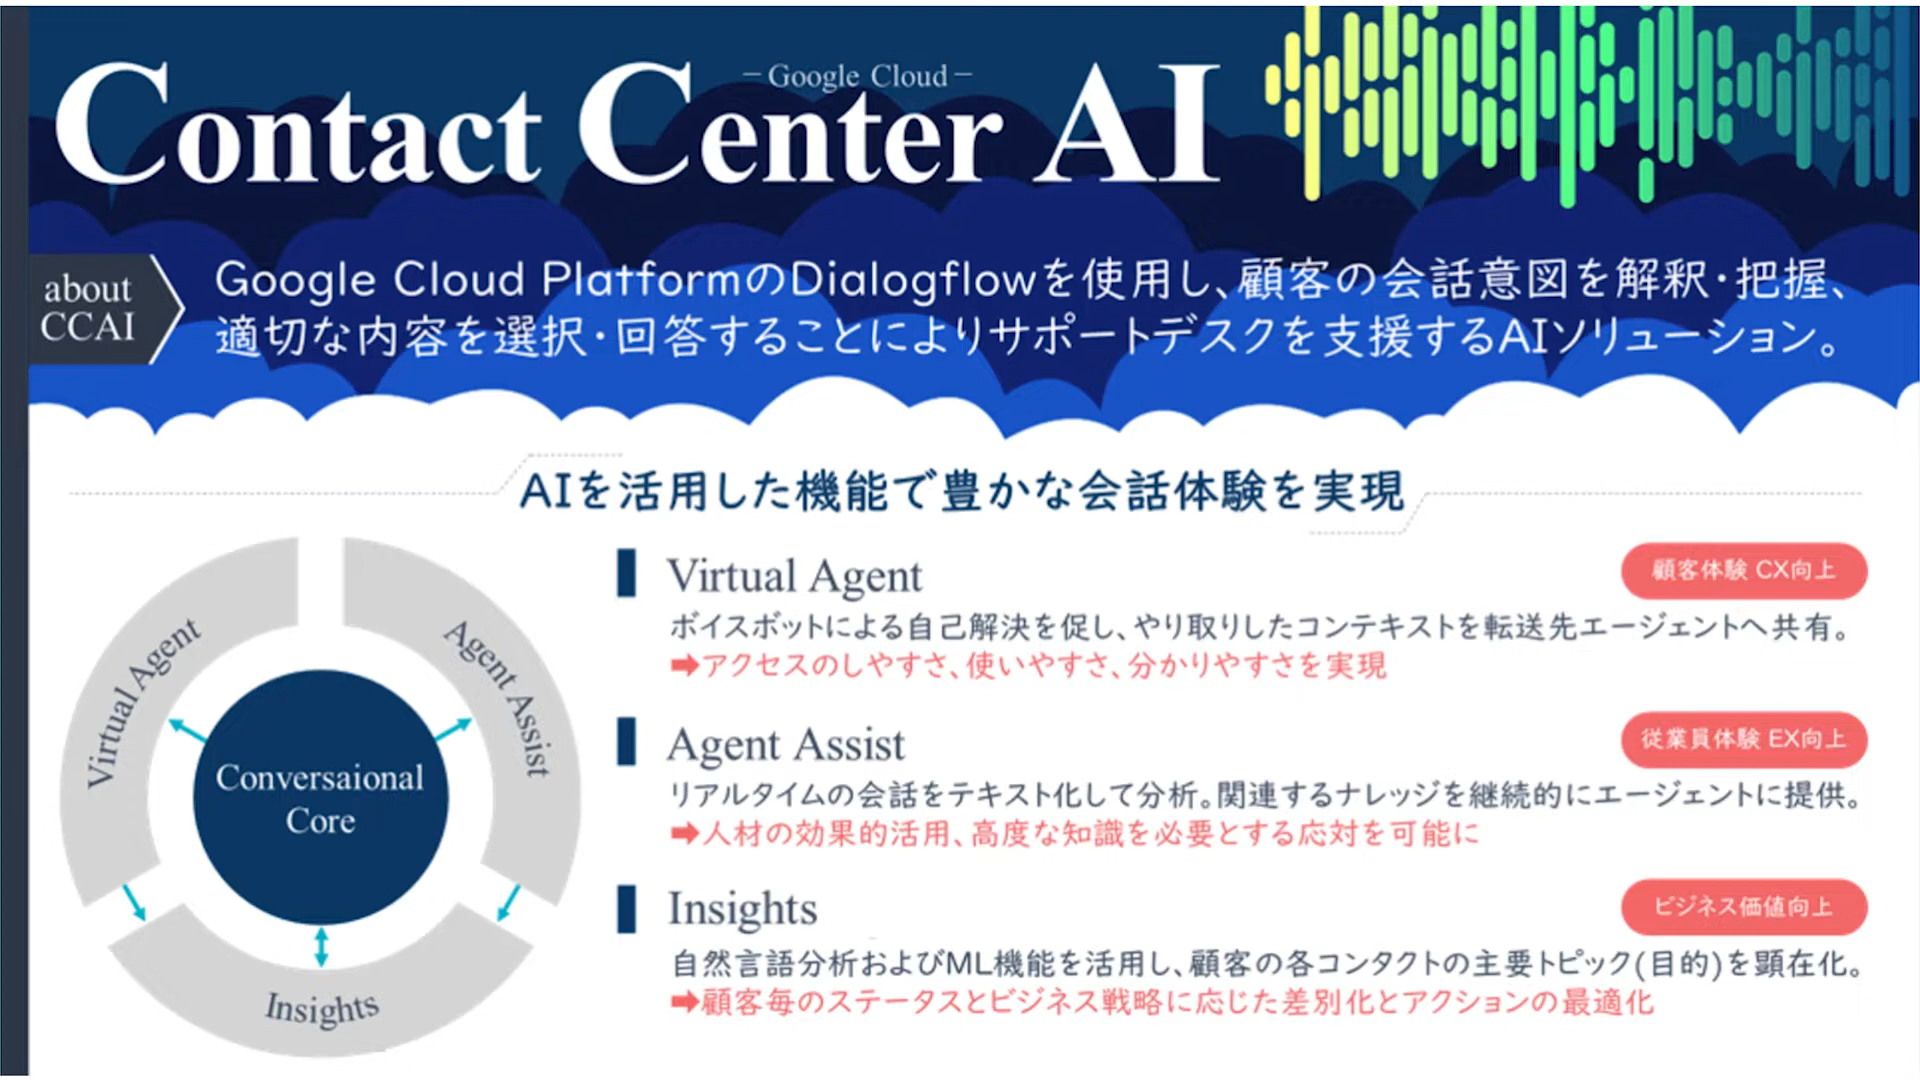 Contact Center AI
－Google Cloud－
about
CCAI
Google Cloud PlatformのDialogflowを使用し、顧客の会話意図を解釈・把握、
適切な内容を選択・回答することによりサポートデスクを支援するAIソリューション。
AIを活用した機能で豊かな会話体験を実現
Virtual Agent
Agent Assist
Conversaional
Core
Insights
Virtual Agent
顧客体験 CX向上
ボイスボットによる自己解決を促し、やり取りしたコンテキストを転送先エージェントへ共有。
➡アクセスのしやすさ、使いやすさ、分かりやすさを実現
Agent Assist
従業員体験 EX向上
リアルタイムの会話をテキスト化して分析。関連するナレッジを継続的にエージェントに提供。
➡人材の効果的活用、高度な知識を必要とする応対を可能に
Insights
ビジネス価値向上
自然言語分析およびML機能を活用し、顧客の各コンタクトの主要トピック(目的)を顕在化。
➡顧客毎のステータスとビジネス戦略に応じた差別化とアクションの最適化